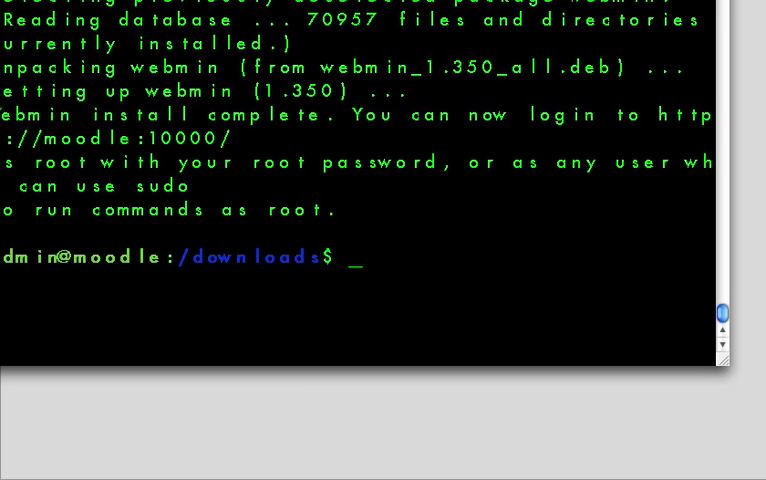 Reading database ... 70957 files and directories
urrently installed.)
npacking webmin (from webmin_1.350_all.deb) ...
etting up webmin (1.350) ...
ebmin install complete. You can now login to http
://moodle:10000/
s root with your root password, or as any user wh
can use sudo
o run commands as root.
dmin@moodle:/downloads$ _